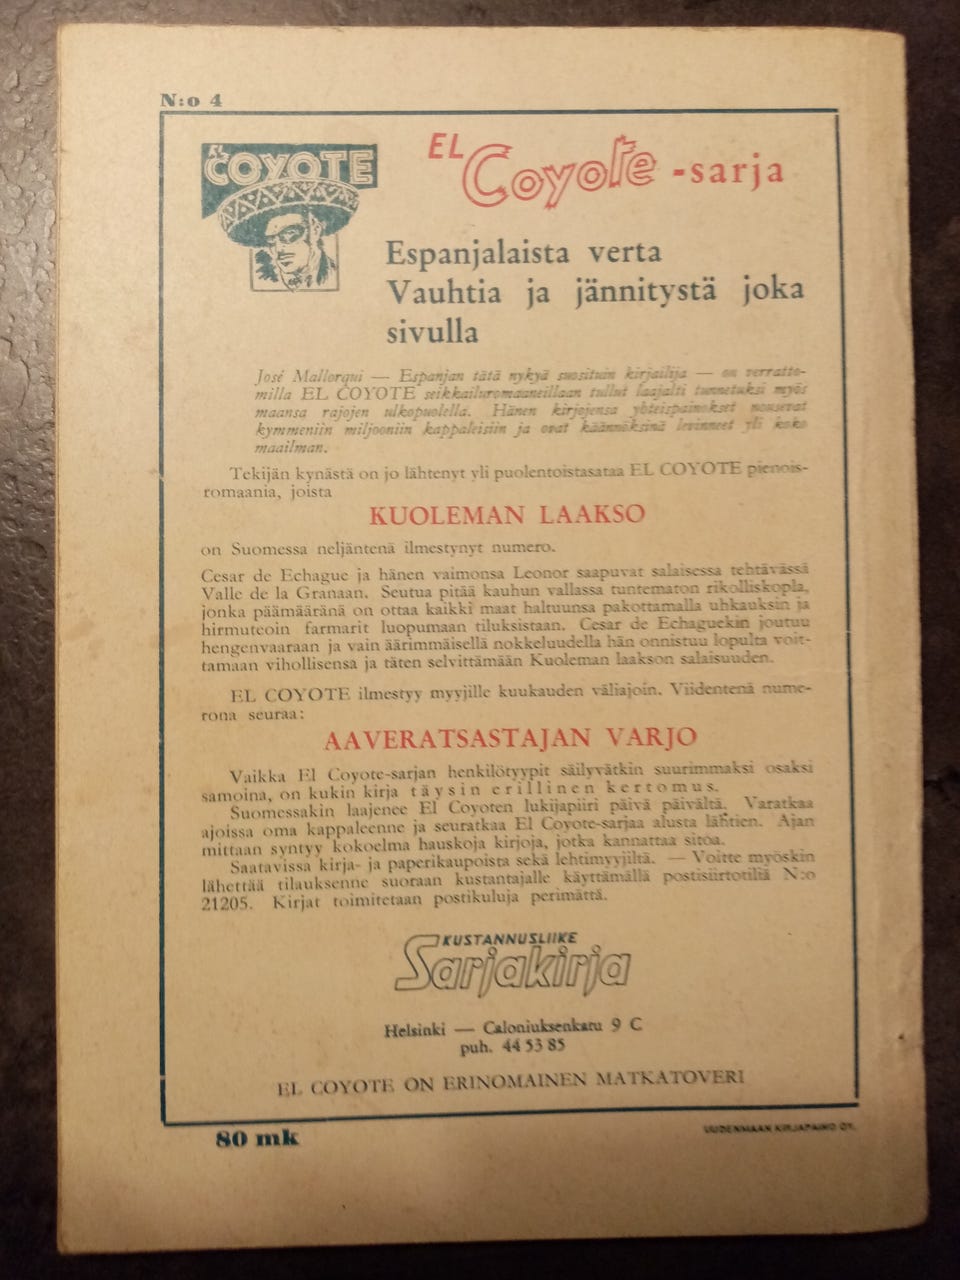 N:o 4
EL COYOTE
EL Coyote -sarja
Espanjalaista verta
Vauhtia ja jännitystä joka
sivulla
José Mallorqui — Espanjan tätä nykyä suosituin kirjailija — on verratto-
milla EL COYOTE seikkailuromaaneillaan tullut laajalti tunnetuksi myös
maansa rajojen ulkopuolella. Hänen kirjojensa yhteispainokset nousevat
kymmeniin miljooniin kappaleisiin ja ovat käännöksinä levinneet yli koko
maailman.
Tekijän kynästä on jo lähtenyt yli puolentoistasataa EL COYOTE pienois-
romaania, joista
KUOLEMAN LAAKSO
on Suomessa neljäntenä ilmestynyt numero.
Cesar de Echague ja hänen vaimonsa Leonor saapuvat salaisessa tehtävässä
Valle de la Granaan. Seutua pitää kauhun vallassa tuntematon rikolliskopla,
jonka päämääränä on ottaa kaikki maat haltuunsa pakottamalla uhkauksin ja
hirmuteoin farmarit luopumaan tiluksistaan. Cesar de Echaguekin joutuu
hengenvaaraan ja vain äärimmäisellä nokkeluudella hän onnistuu lopulta voit-
tamaan vihollisensa ja täten selvittämään Kuoleman laakson salaisuuden.
EL COYOTE ilmestyy myyjille kuukauden väliajoin. Viidentenä nume-
rona seuraa:
AAVERATSASTAJAN VARJO
Vaikka El Coyote-sarjan henkilötyypit säilyvätkin suurimmaksi osaksi
samoina, on kukin kirja täysin erillinen kertomus.
Suomessakin laajenee El Coyoten lukijapiiri päivä päivältä. Varatkaa
ajoissa oma kappaleenne ja seuratkaa El Coyote-sarjaa alusta lähtien. Ajan
mittaan syntyy kokoelma hauskoja kirjoja, jotka kannattaa sitoa.
Saatavissa kirja- ja paperikaupoista sekä lehtimyyjiltä. — Voitte myöskin
lähettää tilauksenne suoraan kustantajalle käyttämällä postisiirtotiliä N:o
21205. Kirjat toimitetaan postikuluja perimättä.
KUSTANNUSLIIKE
Sarjakirja
Helsinki — Caloniuksenkatu 9 C
puh. 44 53 85
EL COYOTE ON ERINOMAINEN MATKATOVERI
80 mk
UUDENMAAN KIRJAPAINO OY.